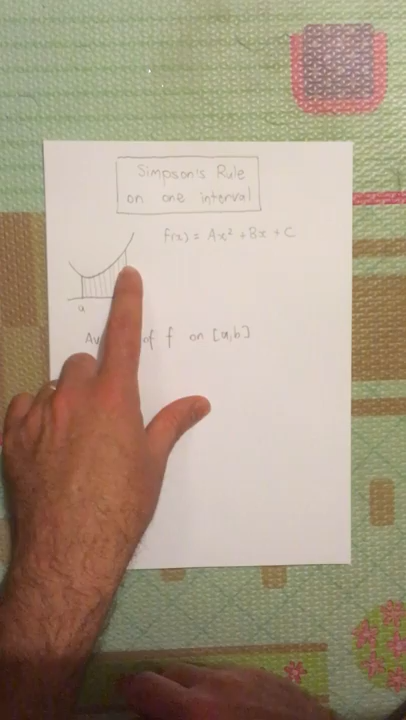 Simpson's Rule
on one interval
f(x) = Ax² + Bx + C
a
of f on [a,b]